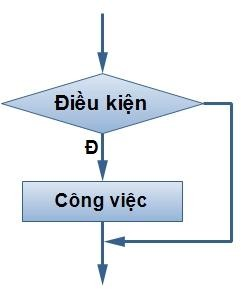 Điều kiện
Đ
Công việc